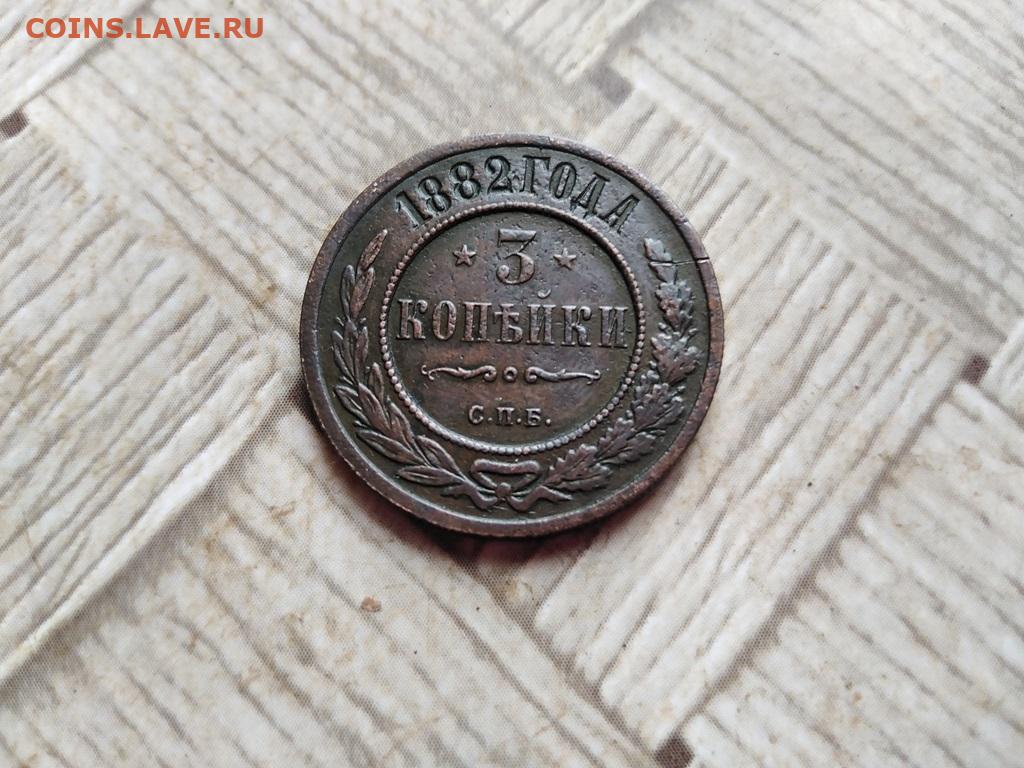 COINS.LAVE.RU
1882 ГОДА
★ 3 ★
КОПѢЙКИ
С.П.Б.